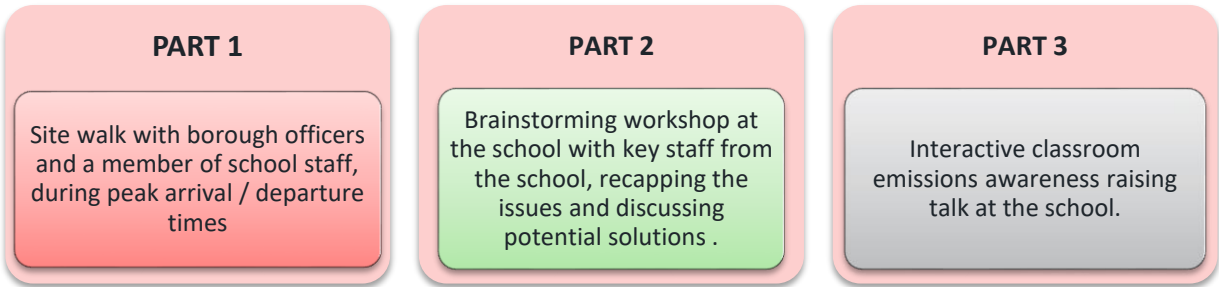 PART 1
Site walk with borough officers
and a member of school staff,
during peak arrival / departure
times
PART 2
Brainstorming workshop at
the school with key staff from
the school, recapping the
issues and discussing
potential solutions .
PART 3
Interactive classroom
emissions awareness raising
talk at the school.